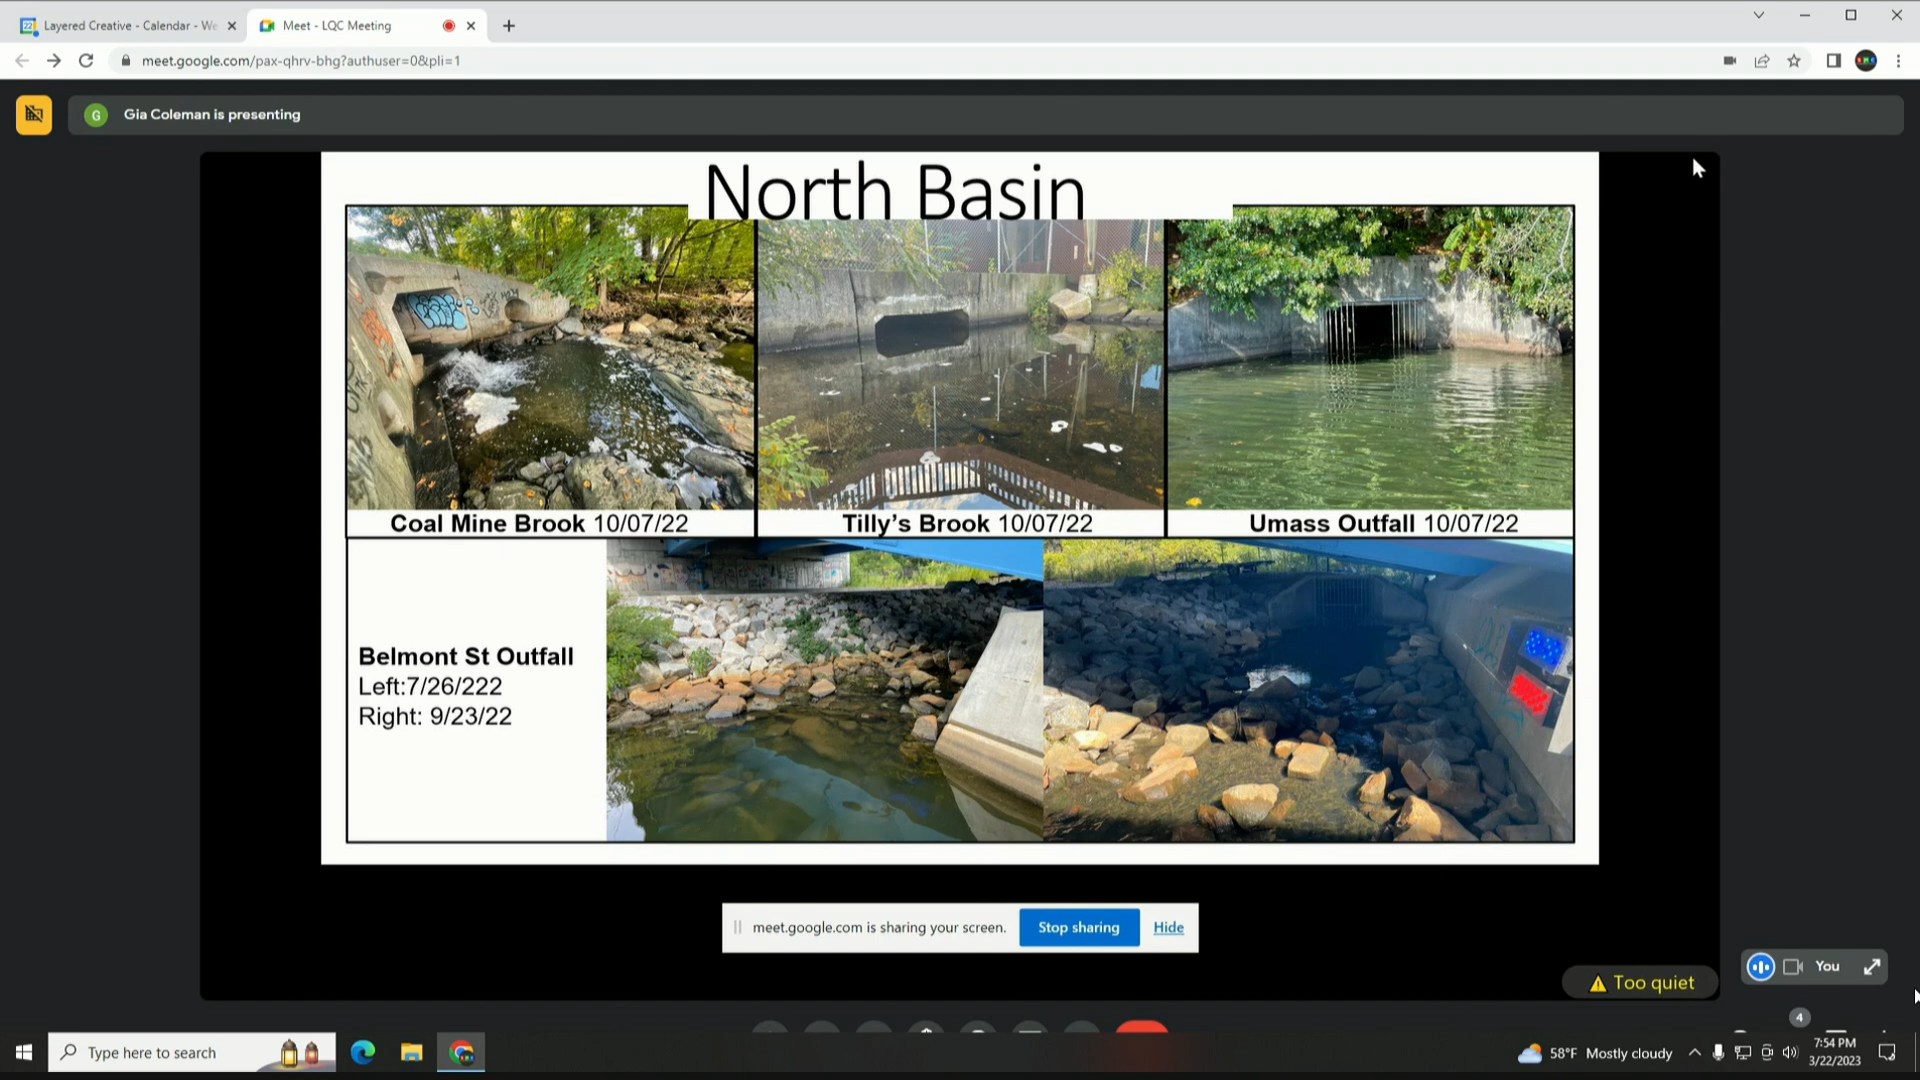 Layered Creative - Calendar - We
Meet - LQC Meeting
meet.google.com/pax-qhrv-bhg?authuser=0&pli=1
G
Gia Coleman is presenting
North Basin
Coal Mine Brook 10/07/22
Tilly's Brook 10/07/22
Umass Outfall 10/07/22
Belmont St Outfall
Left:7/26/222
Right: 9/23/22
meet.google.com is sharing your screen.
Stop sharing
Hide
Too quiet
You
4
Type here to search
58°F Mostly cloudy
7:54 PM
3/22/2023